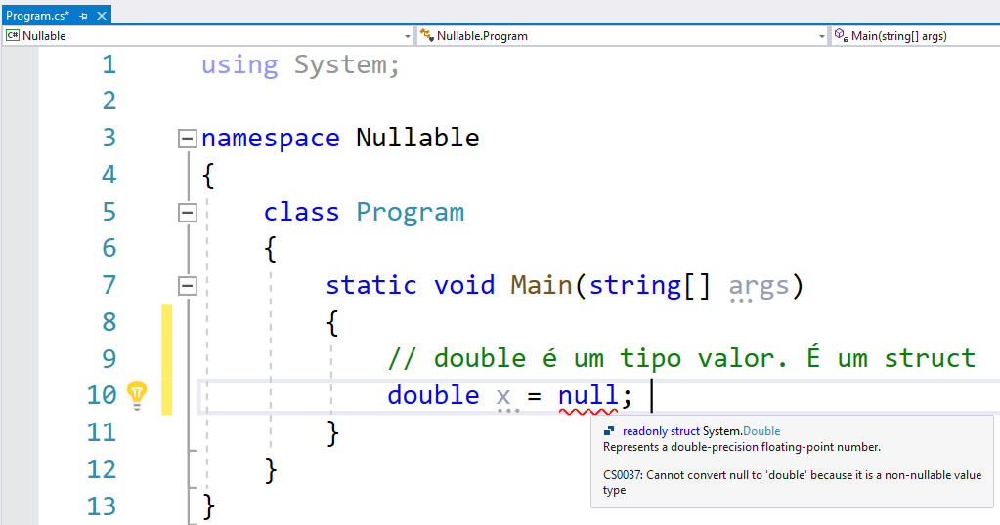 Program.cs*
C# Nullable Nullable.Program Main(string[] args)
1 using System;
2
3 namespace Nullable
4 {
5 class Program
6 {
7 static void Main(string[] args)
8 {
9 // double é um tipo valor. É um struct
10 double x = null;
11 }
12 }
13 }
readonly struct System.Double
Represents a double-precision floating-point number.
CS0037: Cannot convert null to 'double' because it is a non-nullable value
type